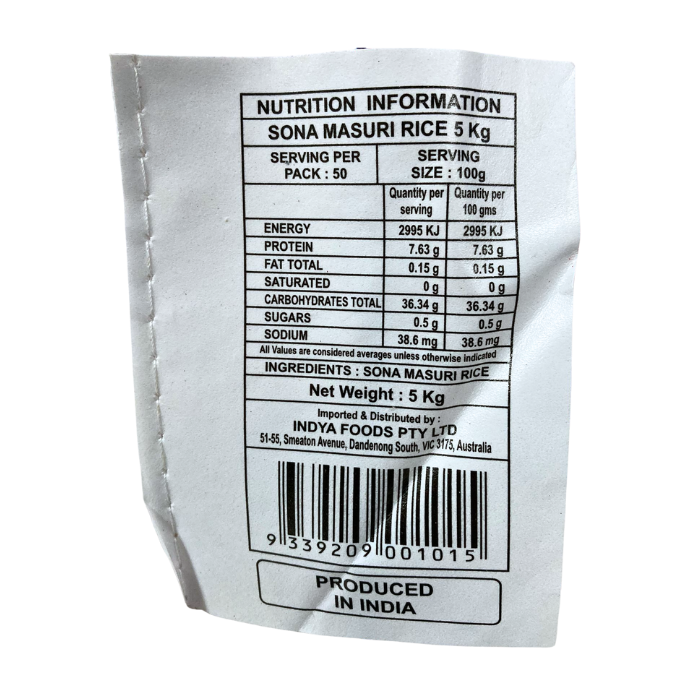 NUTRITION INFORMATION
SONA MASURI RICE 5 Kg
SERVING PER PACK : 50
SERVING SIZE : 100g
Quantity per serving
Quantity per 100 gms
ENERGY 2995 KJ 2995 KJ
PROTEIN 7.63 g 7.63 g
FAT TOTAL 0.15 g 0.15 g
SATURATED 0 g 0 g
CARBOHYDRATES TOTAL 36.34 g 36.34 g
SUGARS 0.5 g 0.5 g
SODIUM 38.6 mg 38.6 mg
All Values are considered averages unless otherwise indicated
INGREDIENTS : SONA MASURI RICE
Net Weight : 5 Kg
Imported & Distributed by :
INDYA FOODS PTY LTD
51-55, Smeaton Avenue, Dandenong South, VIC 3175, Australia
9 339209 001015
PRODUCED
IN INDIA